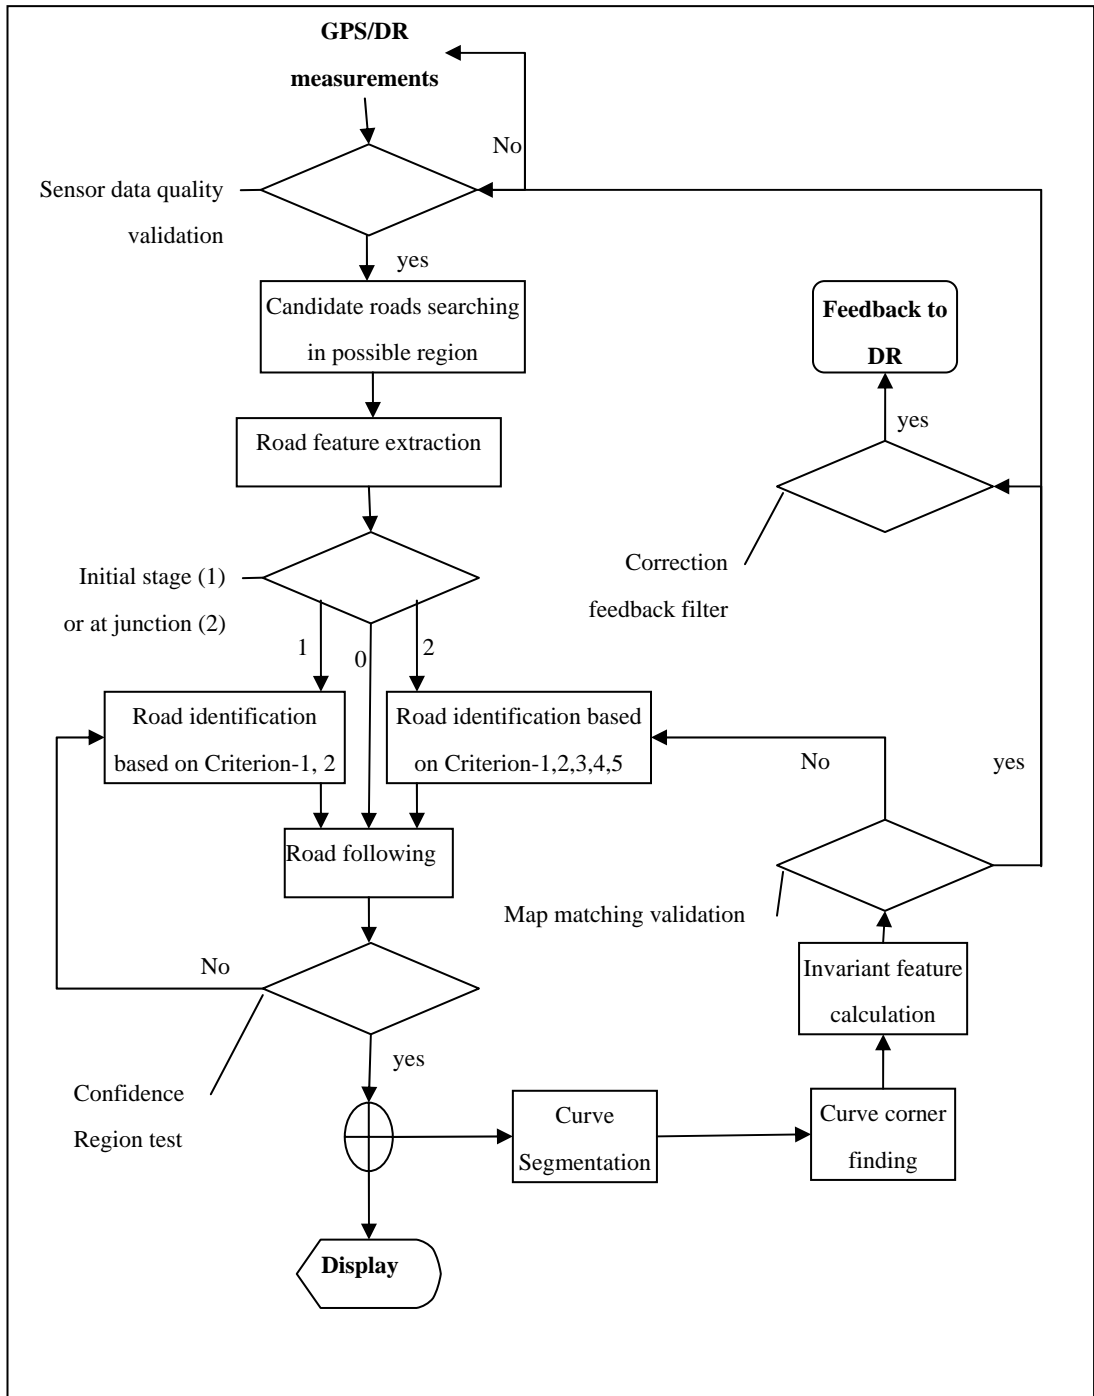 GPS/DR
measurements
No
Sensor data quality
validation
yes
Candidate roads searching
in possible region
Feedback to
DR
yes
Road feature extraction
Correction
feedback filter
Initial stage (1)
or at junction (2)
1
0
2
Road identification
based on Criterion-1, 2
Road identification based
on Criterion-1,2,3,4,5
No
yes
Road following
Map matching validation
No
Invariant feature
calculation
yes
Confidence
Region test
Curve
Segmentation
Curve corner
finding
Display